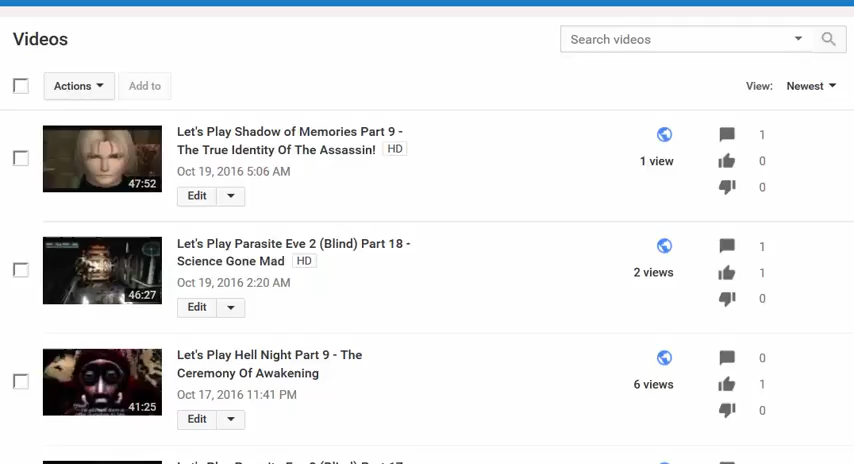 Videos
Search videos
Actions
Add to
View: Newest
Let's Play Shadow of Memories Part 9 -
The True Identity Of The Assassin! HD
Oct 19, 2016 5:06 AM
47:52
Edit
1 view
1
0
0
Let's Play Parasite Eve 2 (Blind) Part 18 -
Science Gone Mad HD
Oct 19, 2016 2:20 AM
46:27
Edit
2 views
1
1
0
Let's Play Hell Night Part 9 - The
Ceremony Of Awakening
Oct 17, 2016 11:41 PM
41:25
Edit
6 views
0
1
0